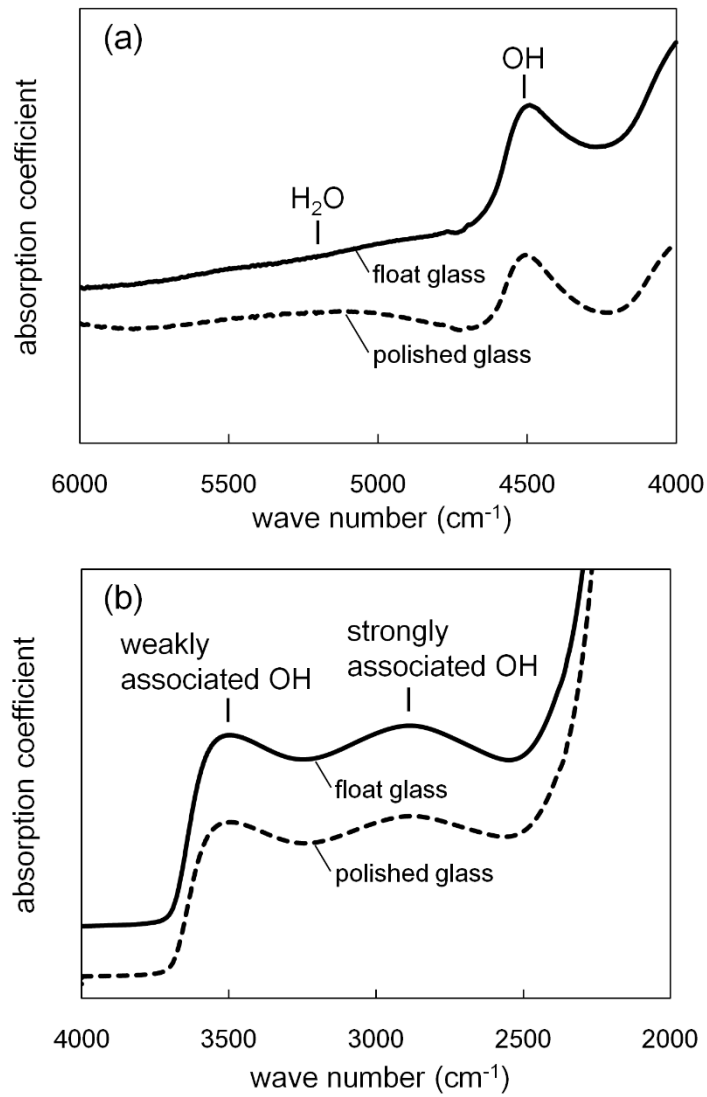 (a)
OH
H₂O
float glass
polished glass
absorption coefficient
6000 5500 5000 4500 4000
wave number (cm⁻¹)
(b)
weakly
associated OH
strongly
associated OH
float glass
polished glass
absorption coefficient
4000 3500 3000 2500 2000
wave number (cm⁻¹)